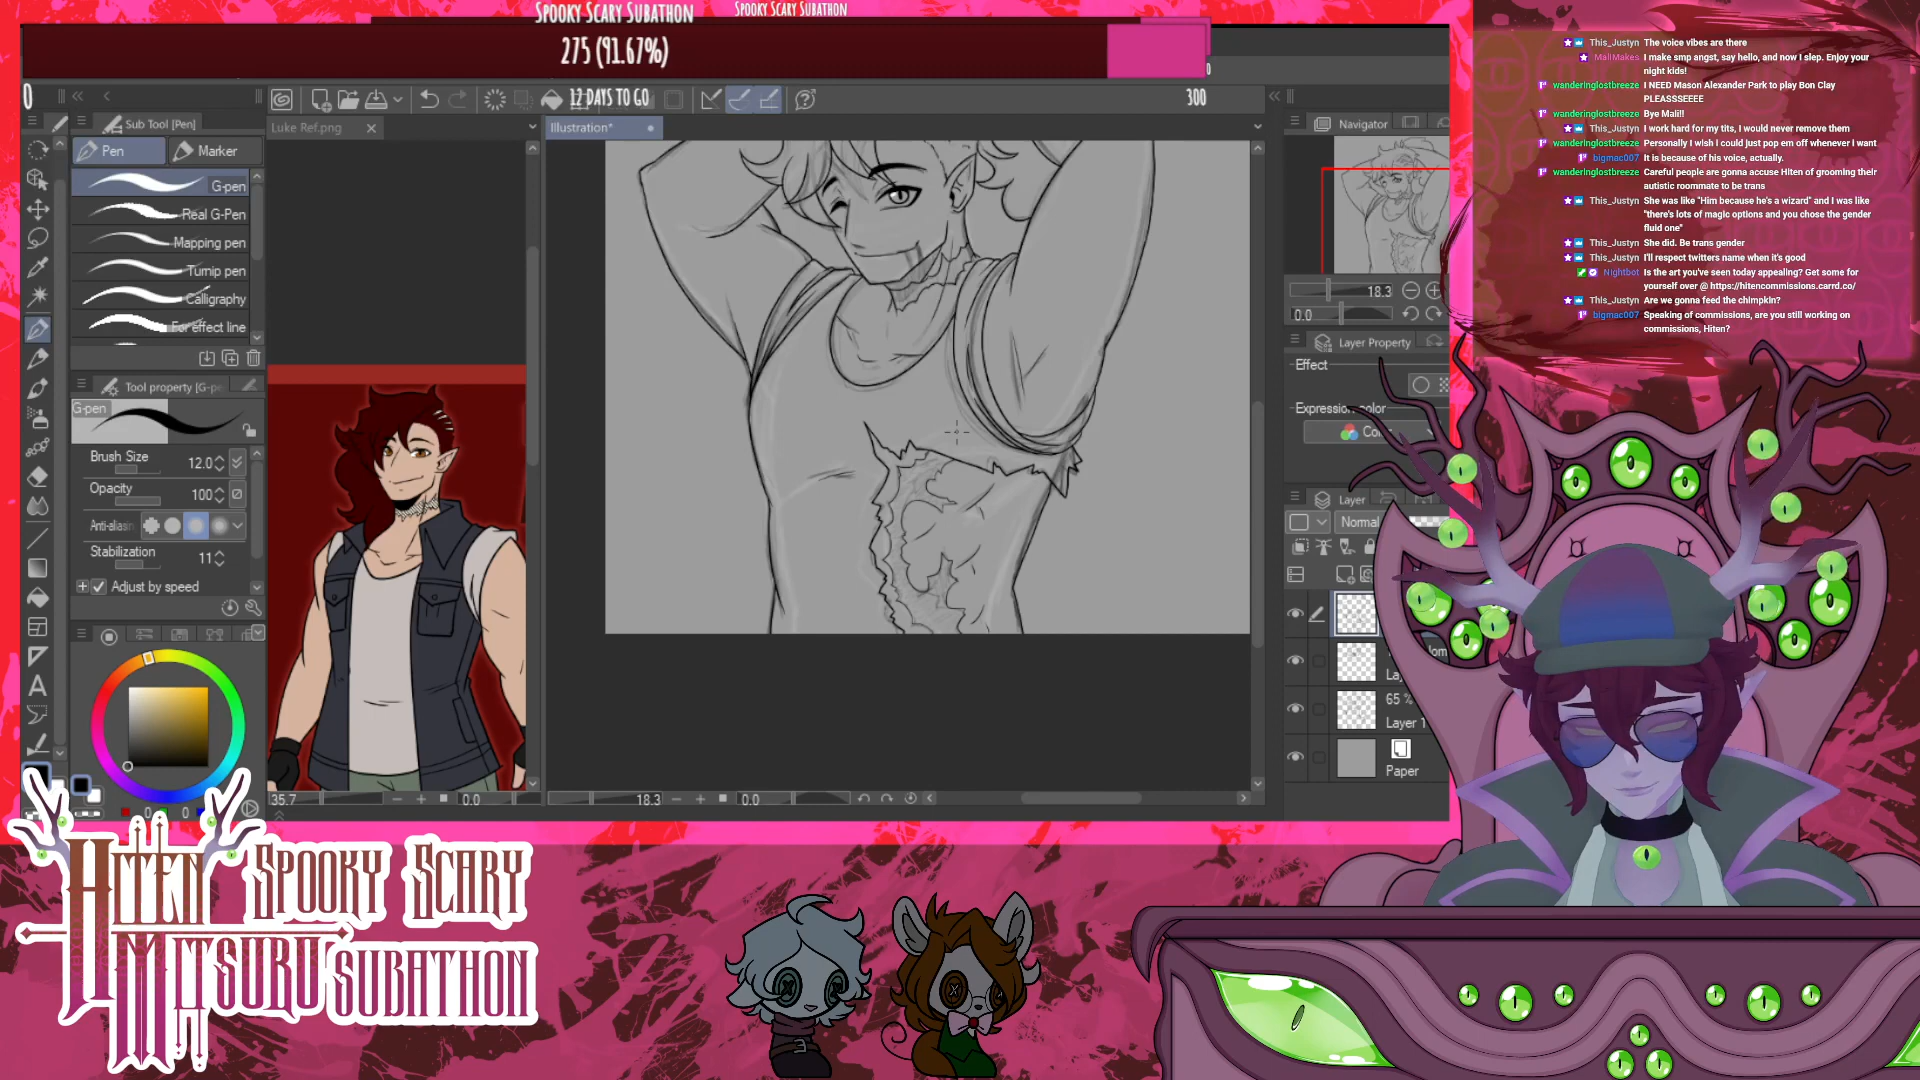 Spooky Scary Subathon
Spooky Scary Subathon
275 (91.67%)
0
12 DAYS TO GO
300
Sub Tool [Pen]
Luke Ref.png
Illustration*
Navigator
Pen
Marker
G-pen
Real G-Pen
Mapping pen
Turnip pen
Calligraphy
For effect line
Tool property [G-pe
G-pen
Brush Size
12.0
Opacity
100
Anti-aliasin
Stabilization
11
Adjust by speed
35.7
0.0
18.3
0.0
18.3
0.0
Layer Property
Effect
Expression color
Layer
Normal
65 %
Layer 1
Paper
This_Justyn The voice vibes are there
MaliMakes I make smp angst, say hello, and now I slep. Enjoy your
night kids!
wanderinglostbreeze I NEED Mason Alexander Park to play Bon Clay
PLEASSSEEEE
wanderinglostbreeze Bye Mali!!
This_Justyn I work hard for my tits, I would never remove them
wanderinglostbreeze Personally I wish I could just pop em off whenever I want
bigmac007 It is because of his voice, actually.
wanderinglostbreeze Careful people are gonna accuse Hiten of grooming their
autistic roommate to be trans
This_Justyn She was like "Him because he's a wizard" and I was like
"there's lots of magic options and you chose the gender
fluid one"
This_Justyn She did. Be trans gender
This_Justyn I'll respect twitters name when it's good
Nightbot Is the art you've seen today appealing? Get some for
yourself over @ https://hitencommissions.carrd.co/
This_Justyn Are we gonna feed the chimpkin?
bigmac007 Speaking of commissions, are you still working on
commissions, Hiten?
Hiten
Mitsuru
Spooky Scary
Subathon